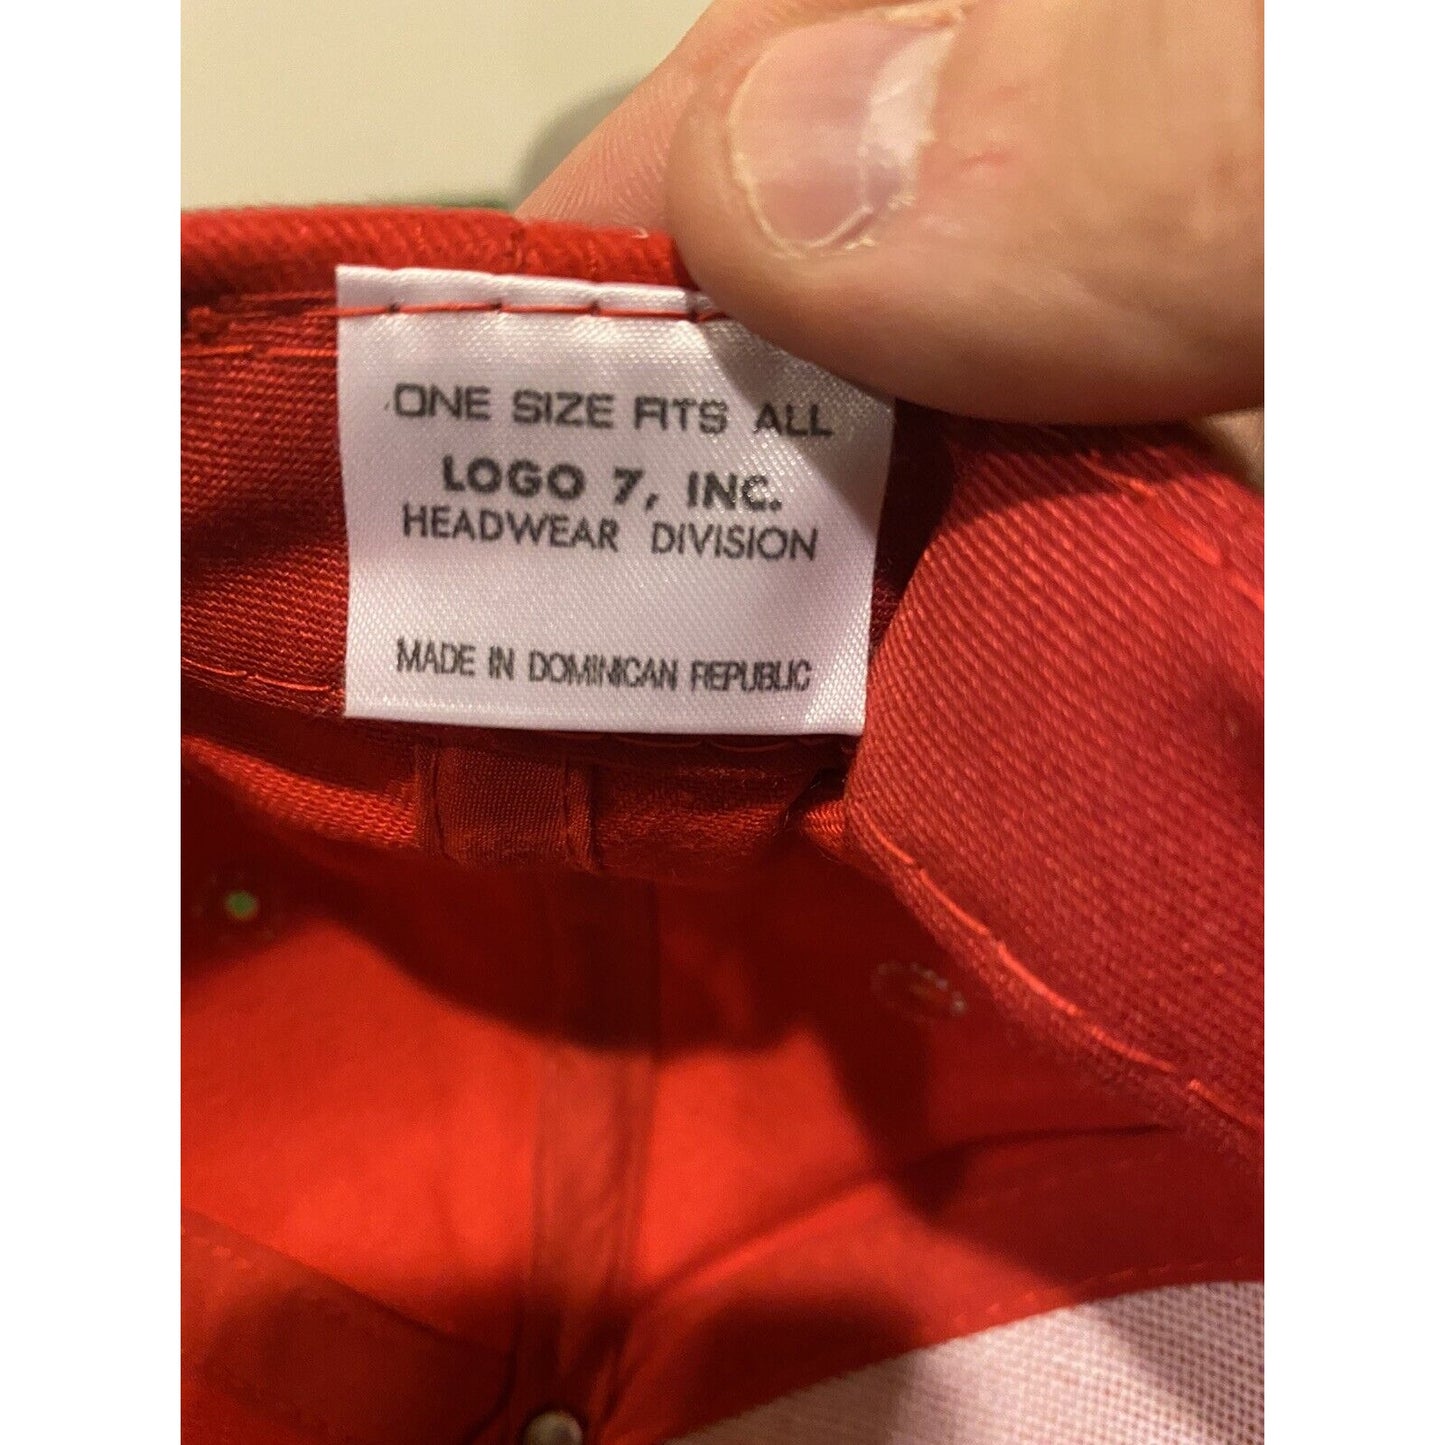 ONE SIZE FITS ALL
LOGO 7, INC.
HEADWEAR DIVISION
MADE IN DOMINICAN REPUBLIC